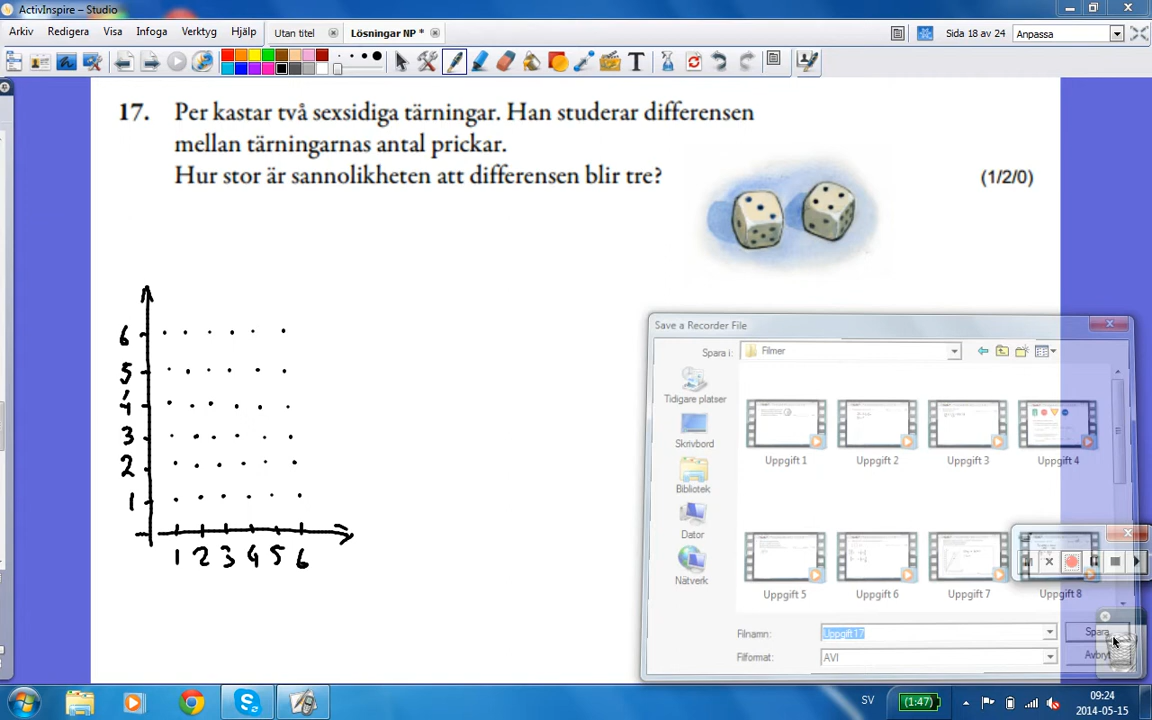 ActivInspire – Studio
Arkiv Redigera Visa Infoga Verktyg Hjälp
Utan titel
Lösningar NP *
Sida 18 av 24
Anpassa
17. Per kastar två sexsidiga tärningar. Han studerar differensen
mellan tärningarnas antal prickar.
Hur stor är sannolikheten att differensen blir tre?
(1/2/0)
6
5
4
3
2
1
1 2 3 4 5 6
Save a Recorder File
Spara i:
Filmer
Tidigare platser
Skrivbord
Bibliotek
Dator
Nätverk
Uppgift 1 Uppgift 2 Uppgift 3 Uppgift 4
Uppgift 5 Uppgift 6 Uppgift 7 Uppgift 8
Filnamn:
Uppgift 17
Spara
Filformat:
AVI
Avbryt
SV
(1:47)
09:24
2014-05-15